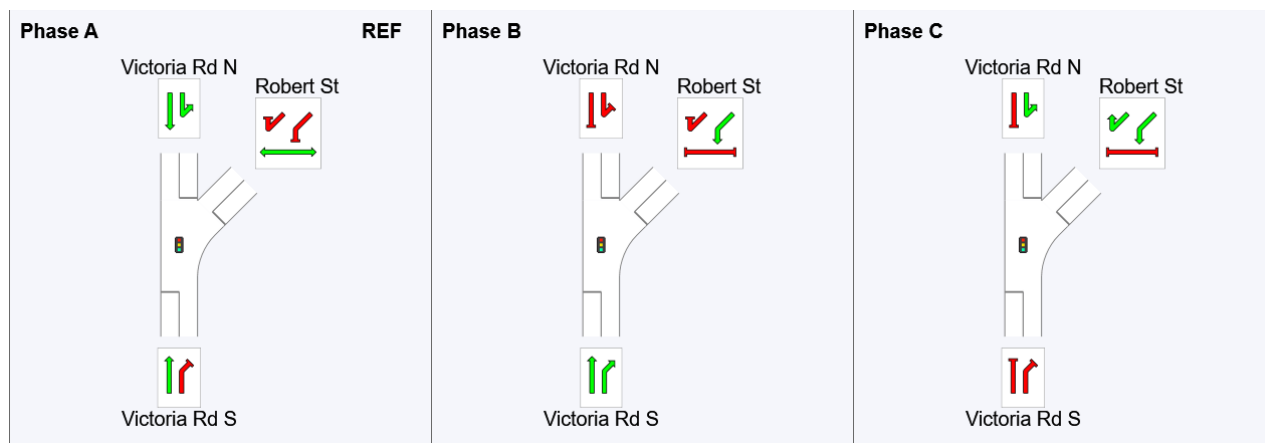 Phase A
REF
Victoria Rd N
Robert St
Victoria Rd S
Phase B
Victoria Rd N
Robert St
Victoria Rd S
Phase C
Victoria Rd N
Robert St
Victoria Rd S